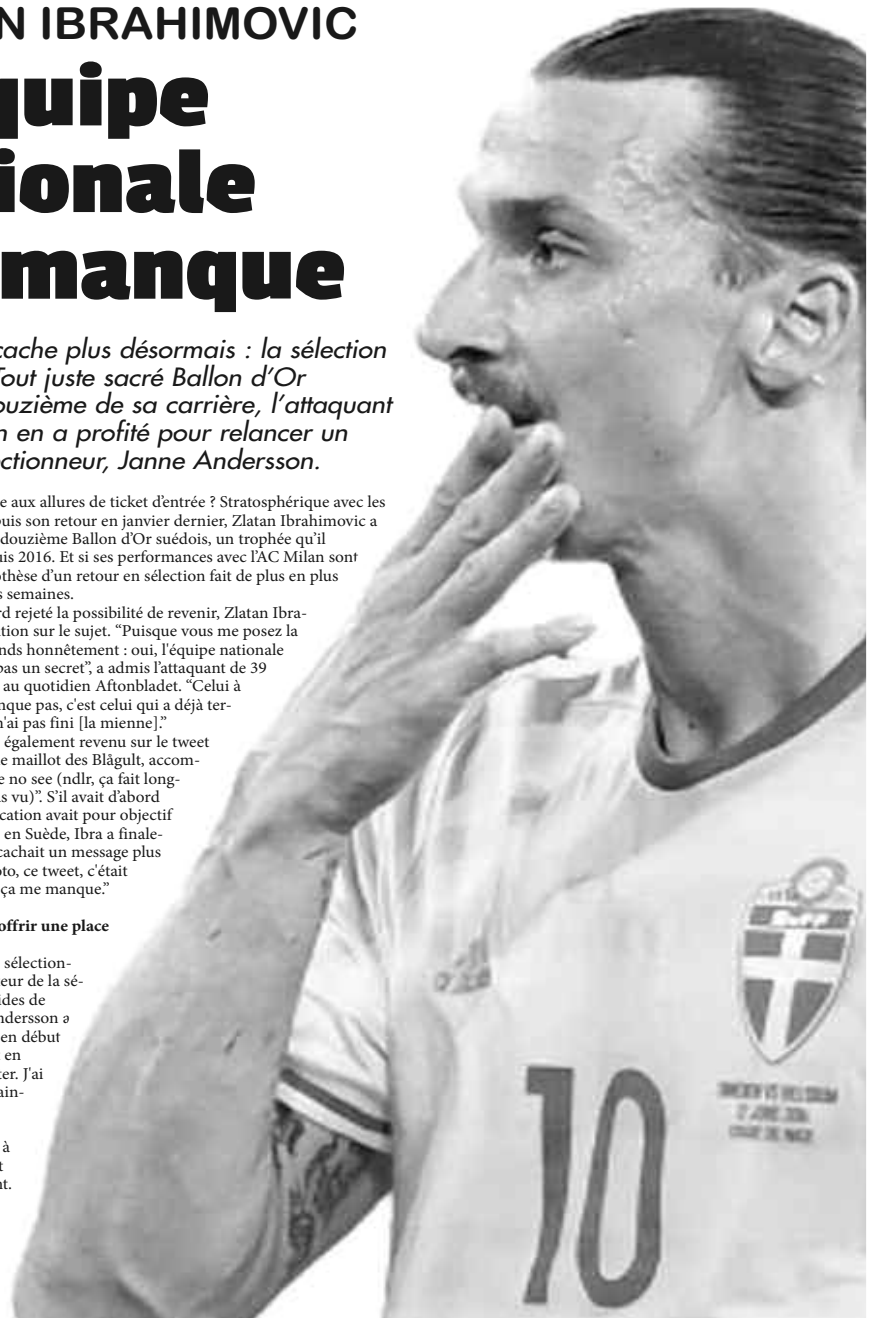 N IBRAHIMOVIC
quipe
ionale
manque
cache plus désormais : la sélection
Tout juste sacré Ballon d’Or
ouzième de sa carrière, l’attaquant
n en a profité pour relancer un
ectionneur, Janne Andersson.
e aux allures de ticket d’entrée ? Stratosphérique avec les
puis son retour en janvier dernier, Zlatan Ibrahimovic a
douzième Ballon d’Or suédois, un trophée qu’il
uis 2016. Et si ses performances avec l’AC Milan sont
othèse d’un retour en sélection fait de plus en plus
s semaines.
rd rejeté la possibilité de revenir, Zlatan Ibra-
ition sur le sujet. “Puisque vous me posez la
nds honnêtement : oui, l'équipe nationale
pas un secret”, a admis l’attaquant de 39
au quotidien Aftonbladet. “Celui à
nque pas, c'est celui qui a déjà ter-
n'ai pas fini [la mienne].”
également revenu sur le tweet
e maillot des Blågult, accom-
e no see (ndlr, ça fait long-
s vu)”. S’il avait d’abord
ication avait pour objectif
en Suède, Ibra a finale-
cachait un message plus
oto, ce tweet, c'était
ça me manque.”
offrir une place
sélection-
eur de la sé-
ides de
ndersson a
en début
en
ter. J'ai
ain-
à
t
nt.
SWEDEN VS BELGIUM
10